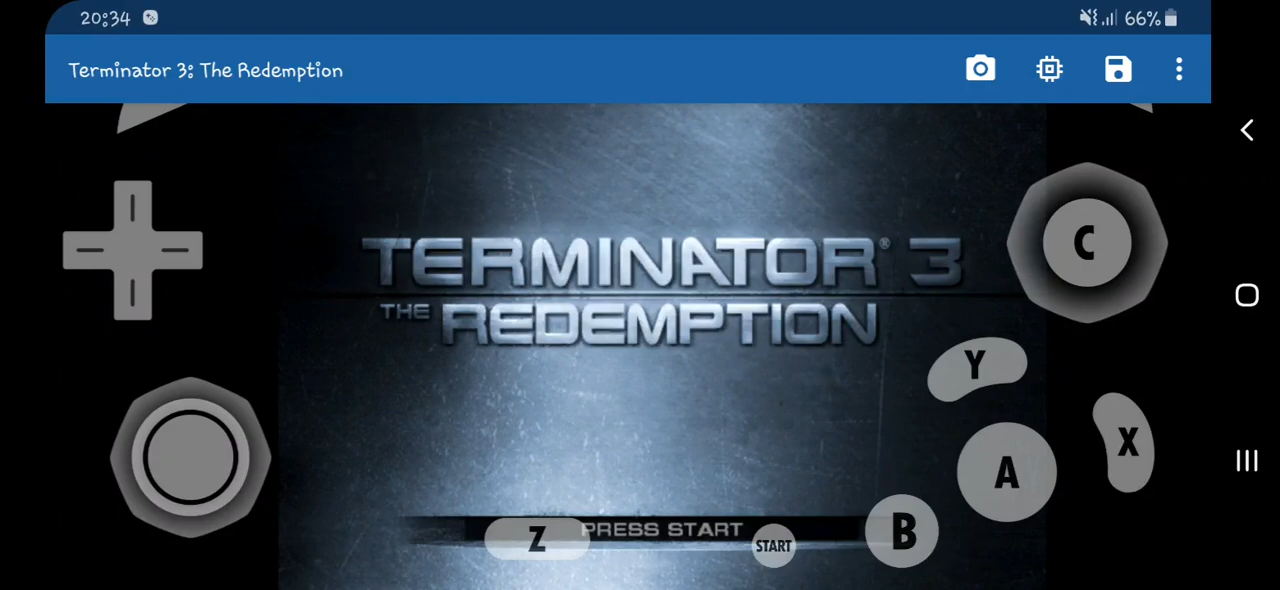 20:34
66%
Terminator 3: The Redemption
TERMINATOR® 3
THE REDEMPTION
C
Y
X
A
B
Z
PRESS START
START